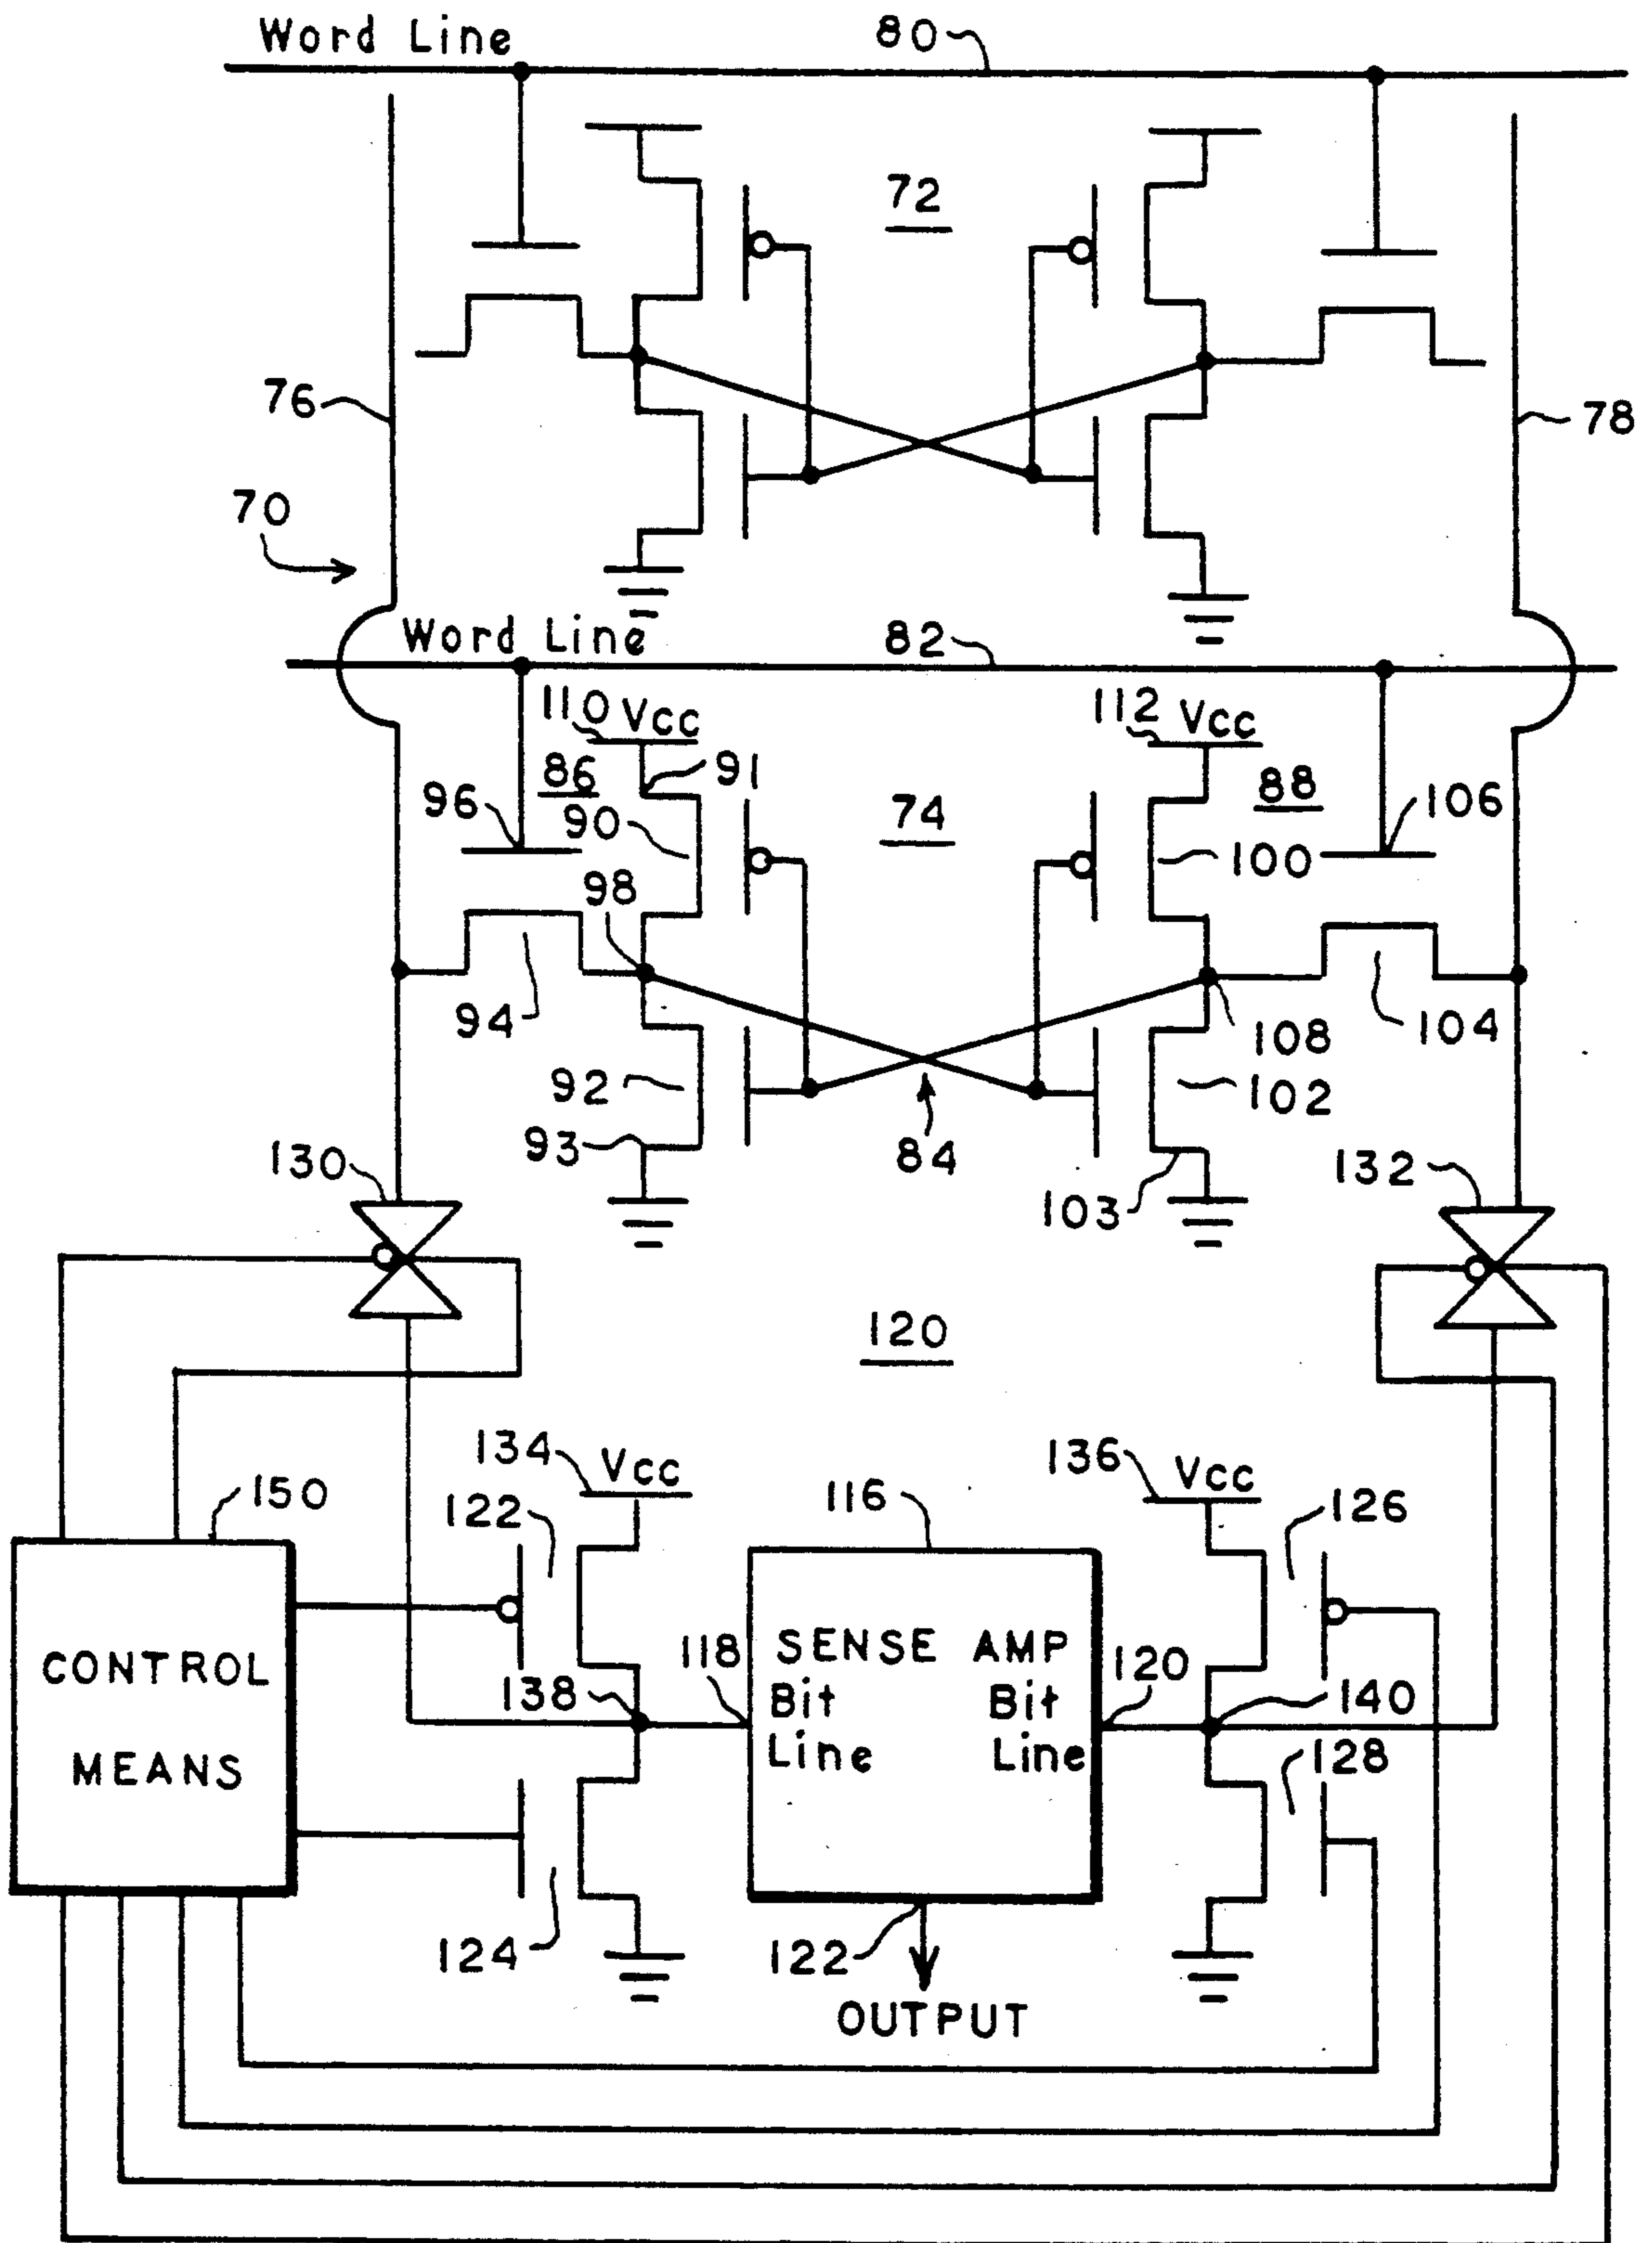 Word Line
80
72
76
78
70
Word Line
82
110
Vcc
112
Vcc
86
91
88
96
90
74
106
98
100
94
108
104
92
102
93
84
130
103
132
120
134
Vcc
136
Vcc
150
122
116
126
CONTROL
MEANS
118
SENSE AMP
120
138
Bit
Line
Bit
Line
140
128
124
122
OUTPUT